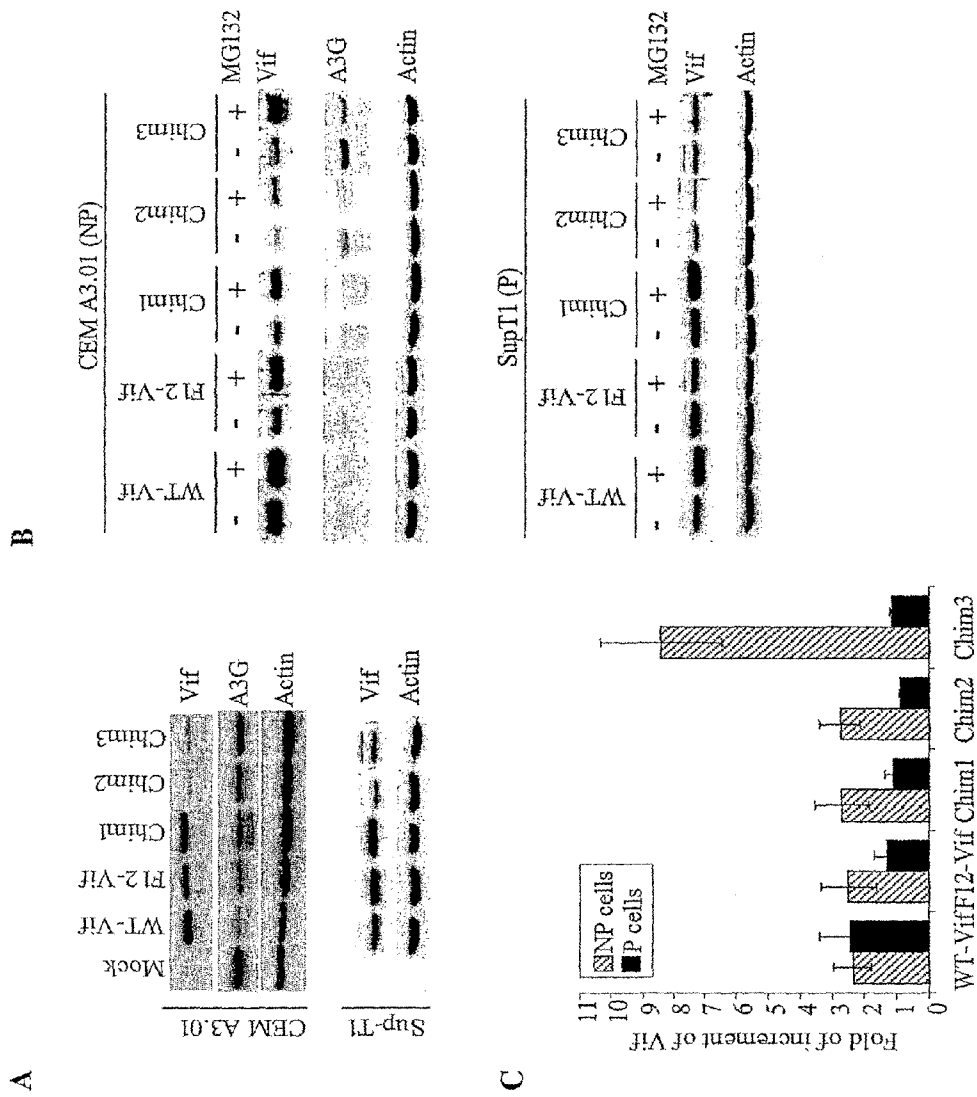 A
Mock
WT-Vif
F12-Vif
Chim1
Chim2
Chim3
CEM A3.01
Vif
A3G
Actin
Sup-T1
Vif
Actin
B
CEM A3.01 (NP)
WT-Vif F12-Vif Chim1 Chim2 Chim3
- + - + - + - + - + MG132
Vif
A3G
Actin
SupT1 (P)
WT-Vif F12-Vif Chim1 Chim2 Chim3
- + - + - + - + - + MG132
Vif
Actin
C
Fold of increment of Vif
11
10
9
8
7
6
5
4
3
2
1
0
NP cells
P cells
WT-Vif F12-Vif Chim1 Chim2 Chim3